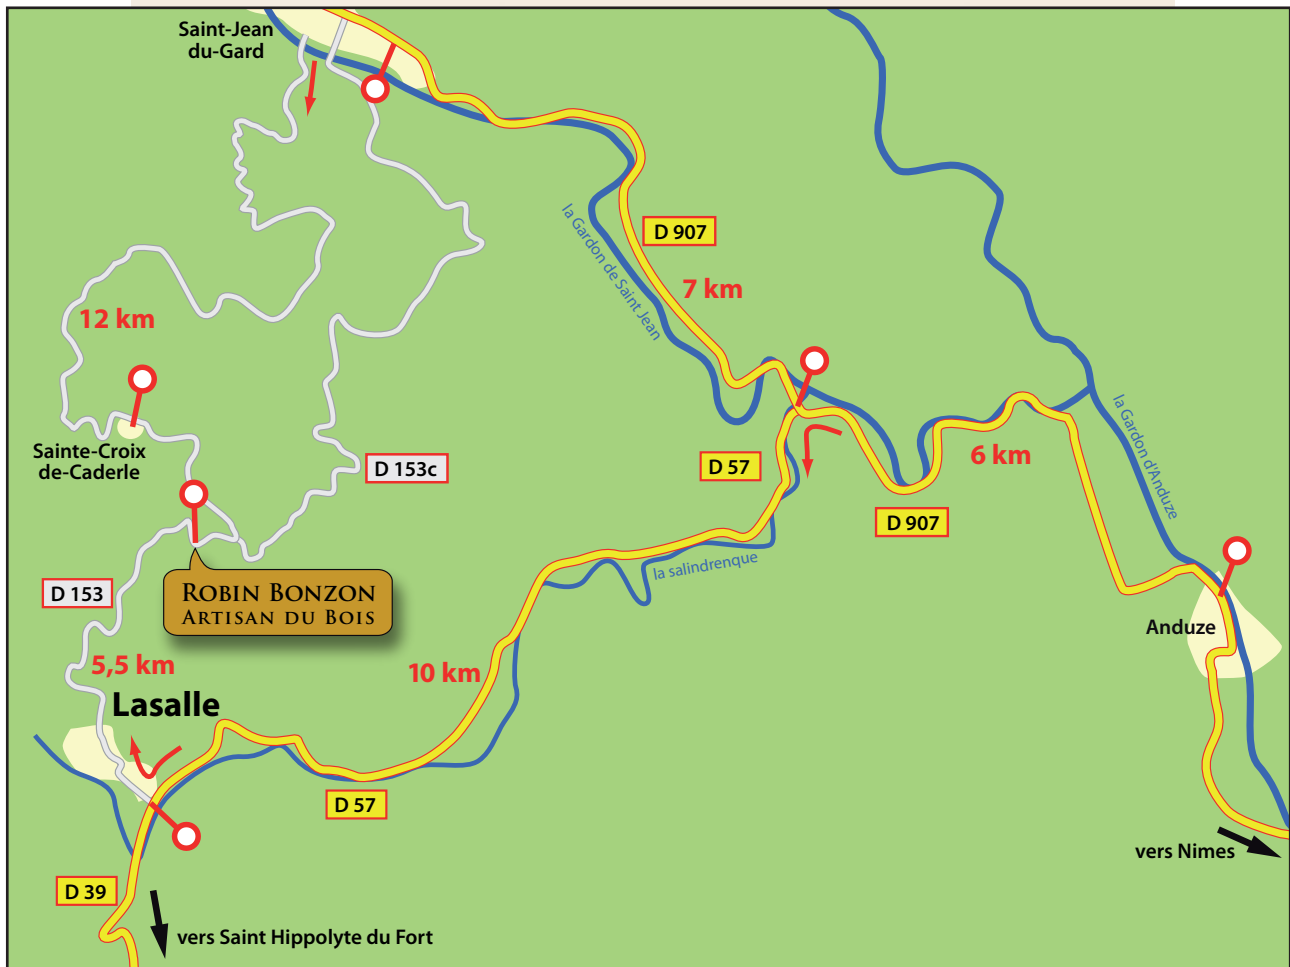 Saint-Jean
du-Gard
D 907
la Gardon de Saint Jean
7 km
12 km
Sainte-Croix
de-Caderle
D 153c
D 57
6 km
la Gardon d'Anduze
D 907
la salindrenque
D 153
ROBIN BONZON
ARTISAN DU BOIS
Anduze
5,5 km
10 km
Lasalle
D 57
vers Nimes
D 39
vers Saint Hippolyte du Fort